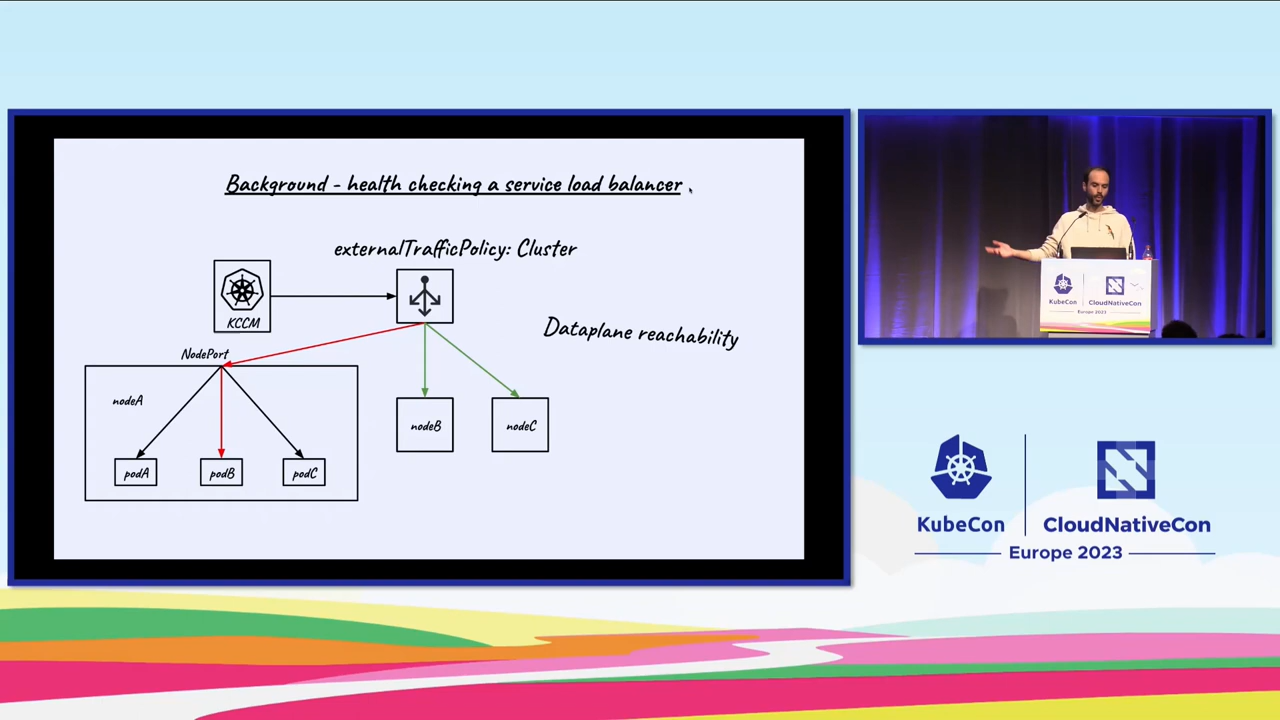 Background - health checking a service load balancer
externalTrafficPolicy: Cluster
KCCM
Dataplane reachability
NodePort
nodeA
nodeB
nodeC
podA
podB
podC
KubeCon
CloudNativeCon
Europe 2023
KubeCon
CloudNativeCon
Europe 2023